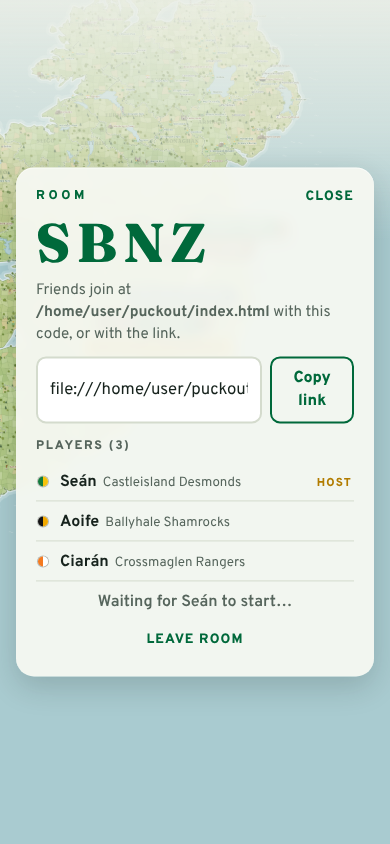 ROOM
CLOSE
SBNZ
Friends join at
/home/user/puckout/index.html with this
code, or with the link.
file:///home/user/puckout
Copy
link
PLAYERS (3)
Seán Castleisland Desmonds HOST
Aoife Ballyhale Shamrocks
Ciarán Crossmaglen Rangers
Waiting for Seán to start…
LEAVE ROOM